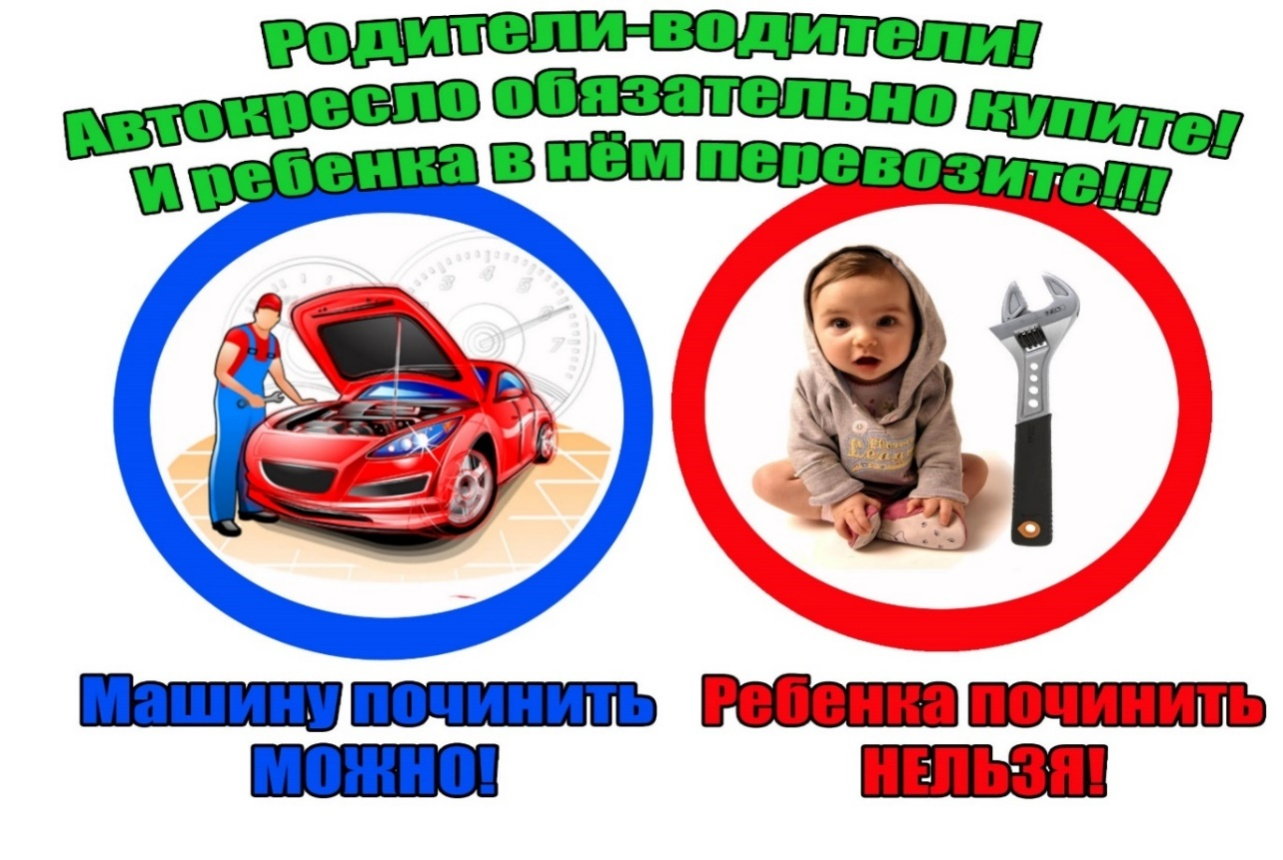 Родители-водители!
Автокресло обязательно купите!
И ребенка в нём перевозите!!!
Машину починить
МОЖНО!
Ребенка починить
НЕЛЬЗЯ!